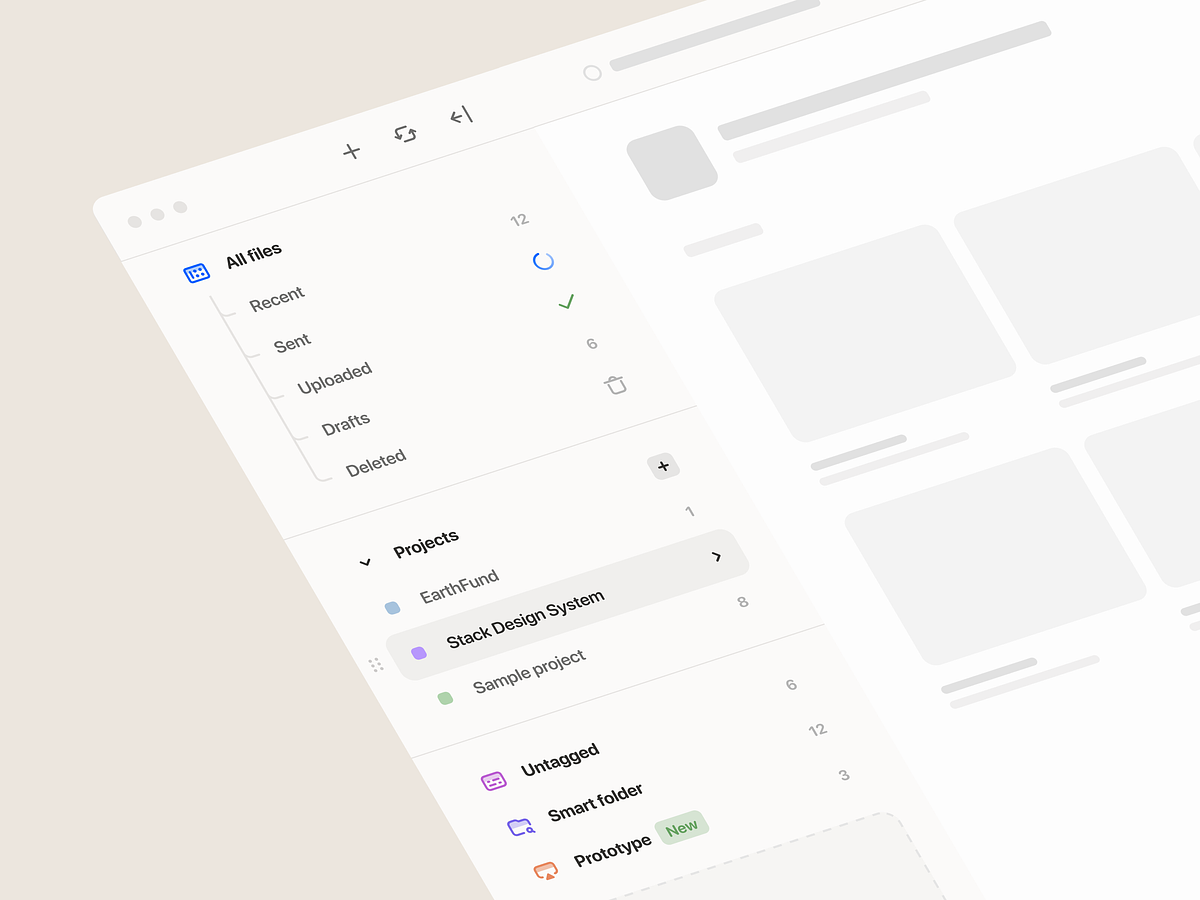 All files
Recent 12
Sent
Uploaded
Drafts 6
Deleted
Projects
EarthFund 1
Stack Design System
Sample project 8
Untagged 6
Smart folder 12
Prototype New 3